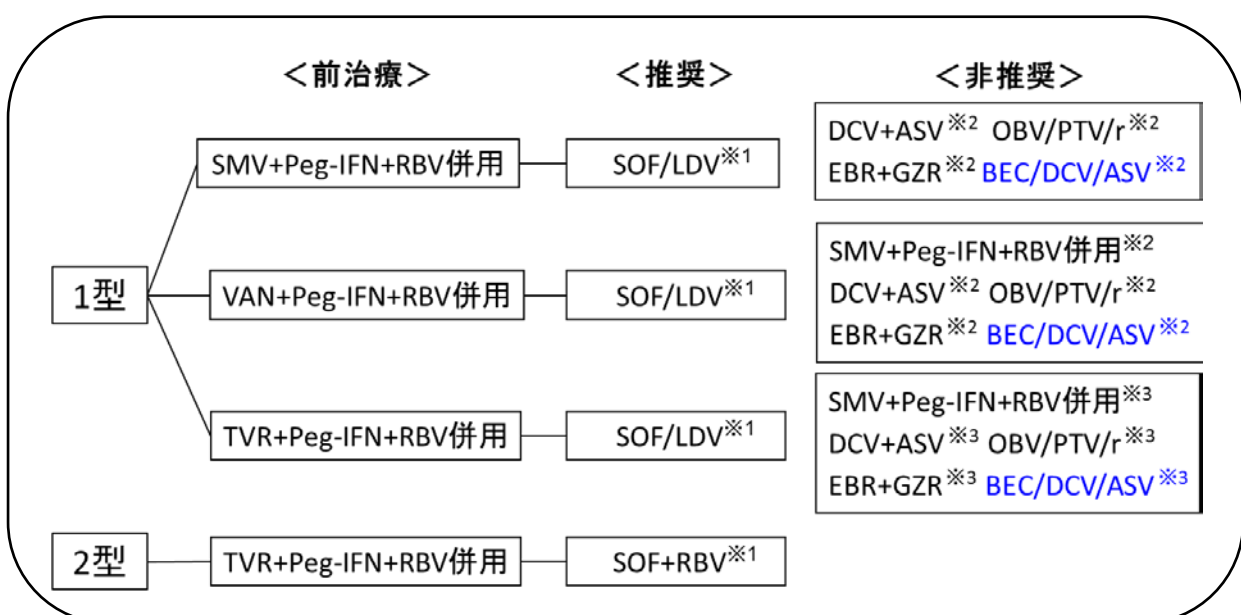 <前治療> <推奨> <非推奨>
SMV+Peg-IFN+RBV併用 SOF/LDV※1
DCV+ASV※2 OBV/PTV/r※2
EBR+GZR※2 BEC/DCV/ASV※2
1型
VAN+Peg-IFN+RBV併用 SOF/LDV※1
SMV+Peg-IFN+RBV併用※2
DCV+ASV※2 OBV/PTV/r※2
EBR+GZR※2 BEC/DCV/ASV※2
TVR+Peg-IFN+RBV併用 SOF/LDV※1
SMV+Peg-IFN+RBV併用※3
DCV+ASV※3 OBV/PTV/r※3
EBR+GZR※3 BEC/DCV/ASV※3
2型 TVR+Peg-IFN+RBV併用 SOF+RBV※1